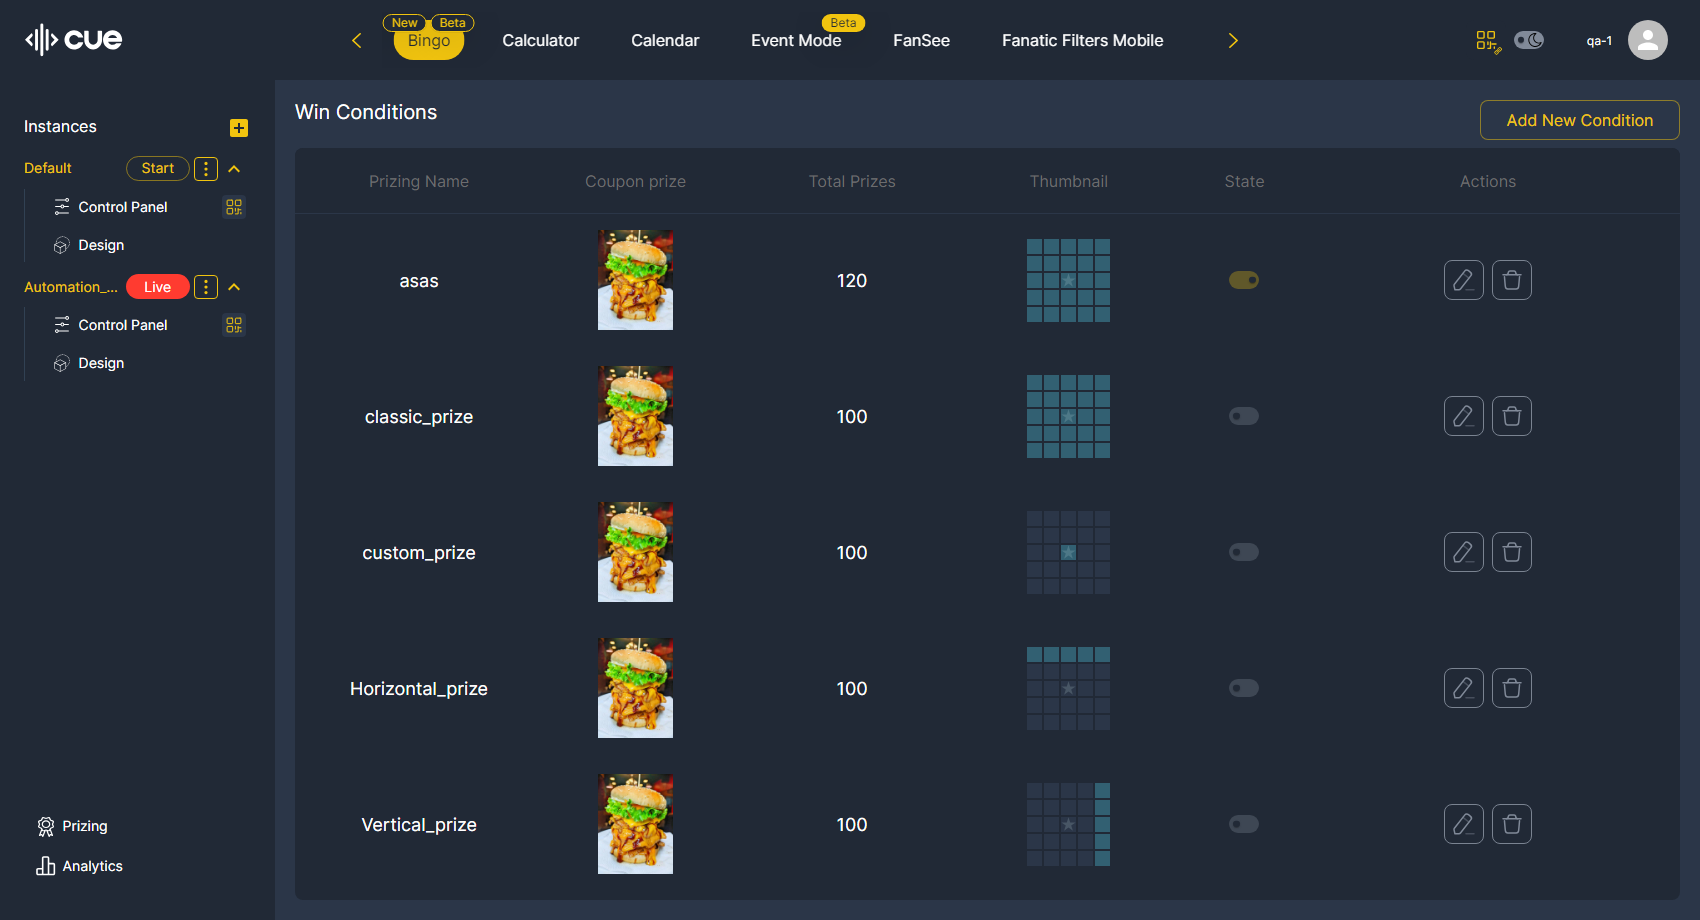 cue
New
Beta
Bingo
Calculator
Calendar
Beta
Event Mode
FanSee
Fanatic Filters Mobile
qa-1
Instances
Default
Start
Control Panel
Design
Automation_...
Live
Control Panel
Design
Prizing
Analytics
Win Conditions
Add New Condition
Prizing Name Coupon prize Total Prizes Thumbnail State Actions
asas 120
classic_prize 100
custom_prize 100
Horizontal_prize 100
Vertical_prize 100